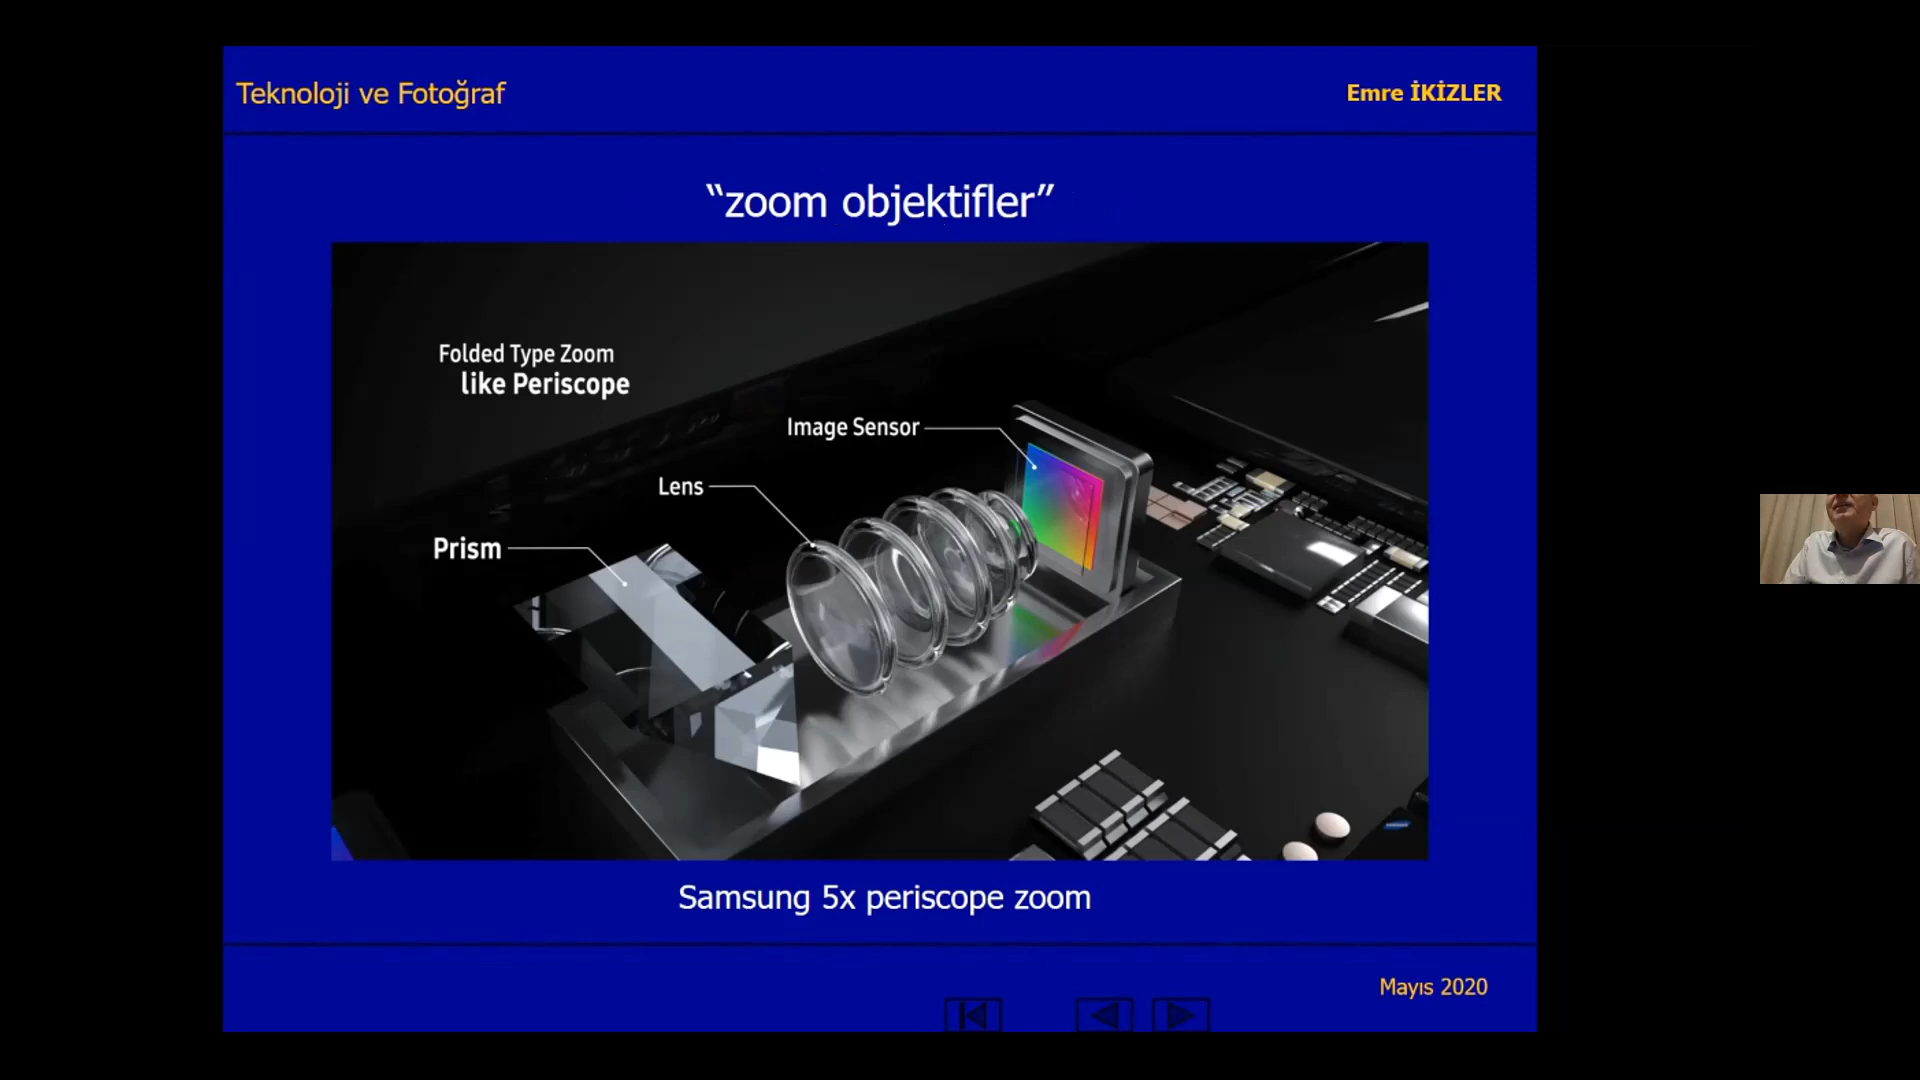 Teknoloji ve Fotoğraf
Emre İKİZLER
“zoom objektifler”
Folded Type Zoom
like Periscope
Image Sensor
Lens
Prism
Samsung 5x periscope zoom
Mayıs 2020